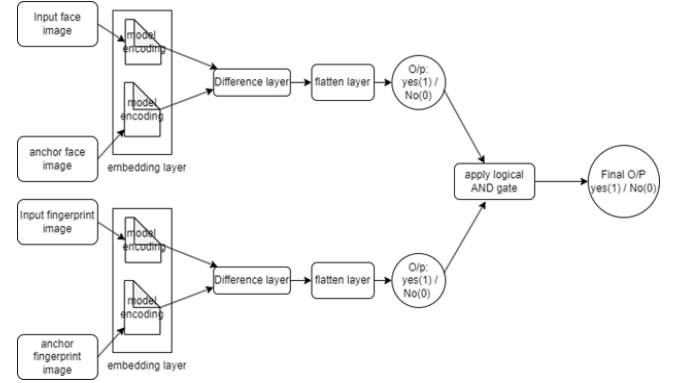 Input face
image
model
encoding
Difference layer
flatten layer
O/p:
yes(1) /
No(0)
model
encoding
anchor face
image
embedding layer
apply logical
AND gate
Final O/P
yes(1) / No(0)
Input fingerprint
image
model
encoding
Difference layer
flatten layer
O/p:
yes(1) /
No(0)
model
encoding
anchor
fingerprint
image
embedding layer